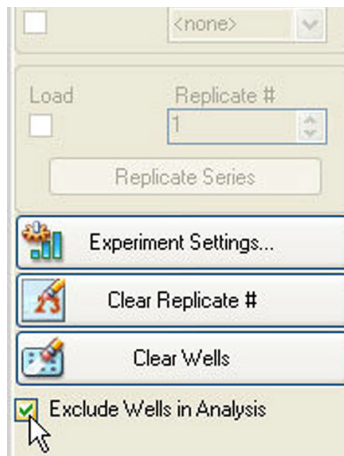 <none>
Load Replicate #
1
Replicate Series
Experiment Settings...
Clear Replicate #
Clear Wells
Exclude Wells in Analysis